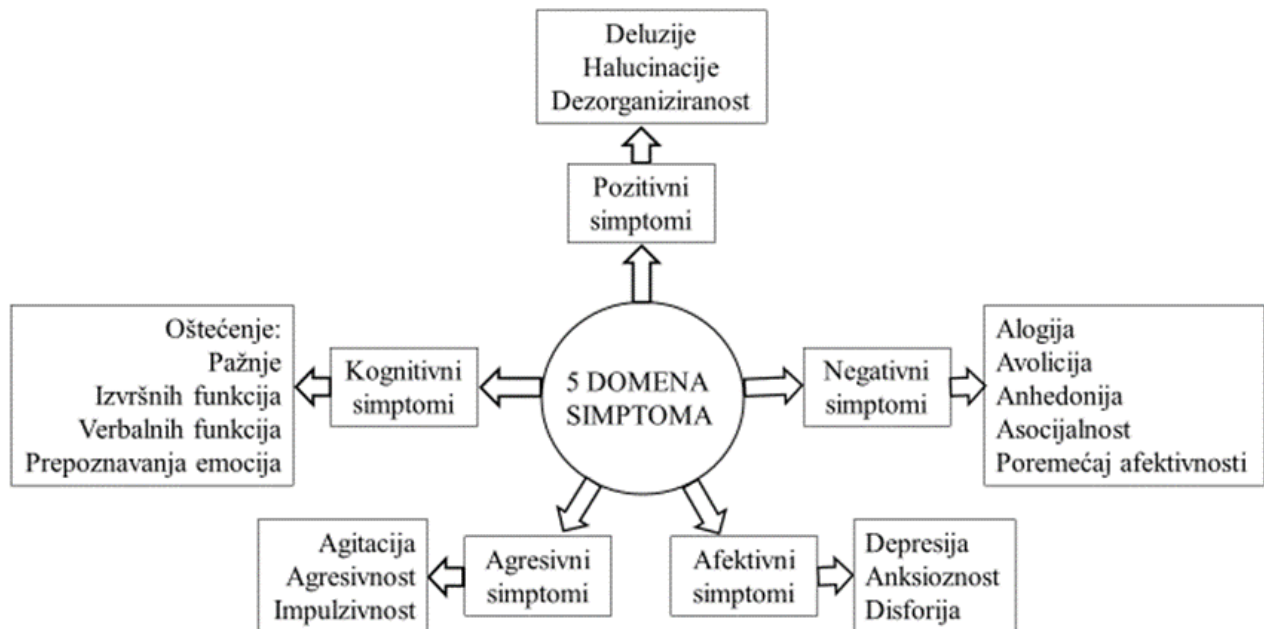 Deluzije
Halucinacije
Dezorganiziranost
Pozitivni
simptomi
Oštećenje:
Pažnje
Izvršnih funkcija
Verbalnih funkcija
Prepoznavanja emocija
Kognitivni
simptomi
5 DOMENA
SIMPTOMA
Negativni
simptomi
Alogija
Avolicija
Anhedonija
Asocijalnost
Poremećaj afektivnosti
Agitacija
Agresivnost
Impulzivnost
Agresivni
simptomi
Afektivni
simptomi
Depresija
Anksioznost
Disforija